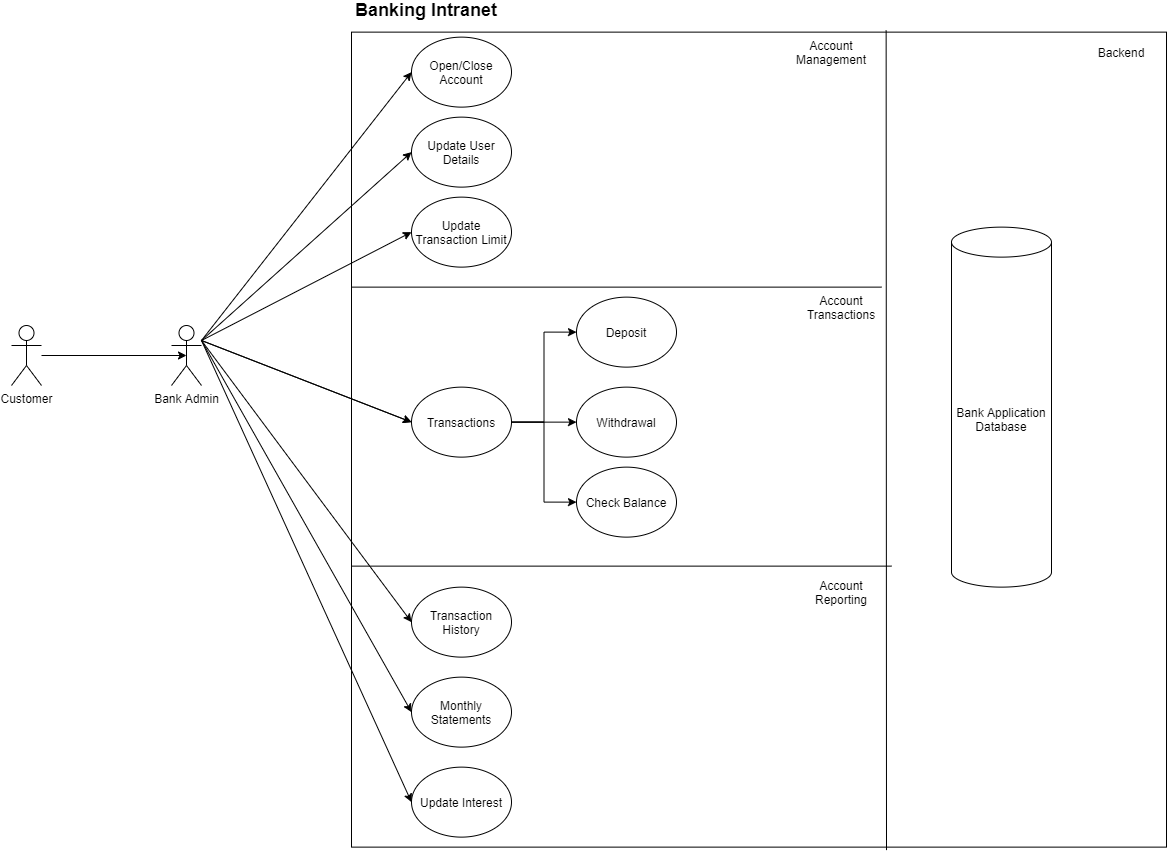 Banking Intranet
Account
Management
Backend
Open/Close
Account
Update User
Details
Update
Transaction Limit
Account
Transactions
Deposit
Customer
Bank Admin
Transactions
Withdrawal
Check Balance
Bank Application
Database
Account
Reporting
Transaction
History
Monthly
Statements
Update Interest